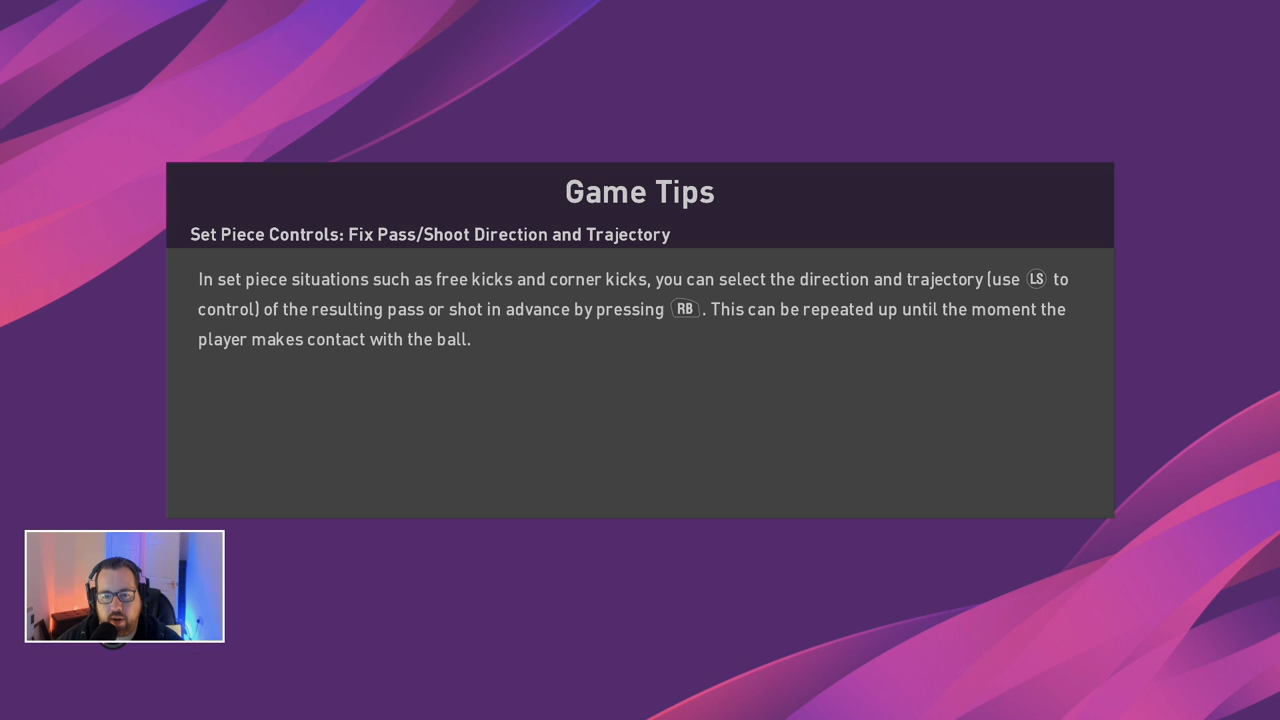 Game Tips
Set Piece Controls: Fix Pass/Shoot Direction and Trajectory
In set piece situations such as free kicks and corner kicks, you can select the direction and trajectory (use LS to
control) of the resulting pass or shot in advance by pressing RB. This can be repeated up until the moment the
player makes contact with the ball.